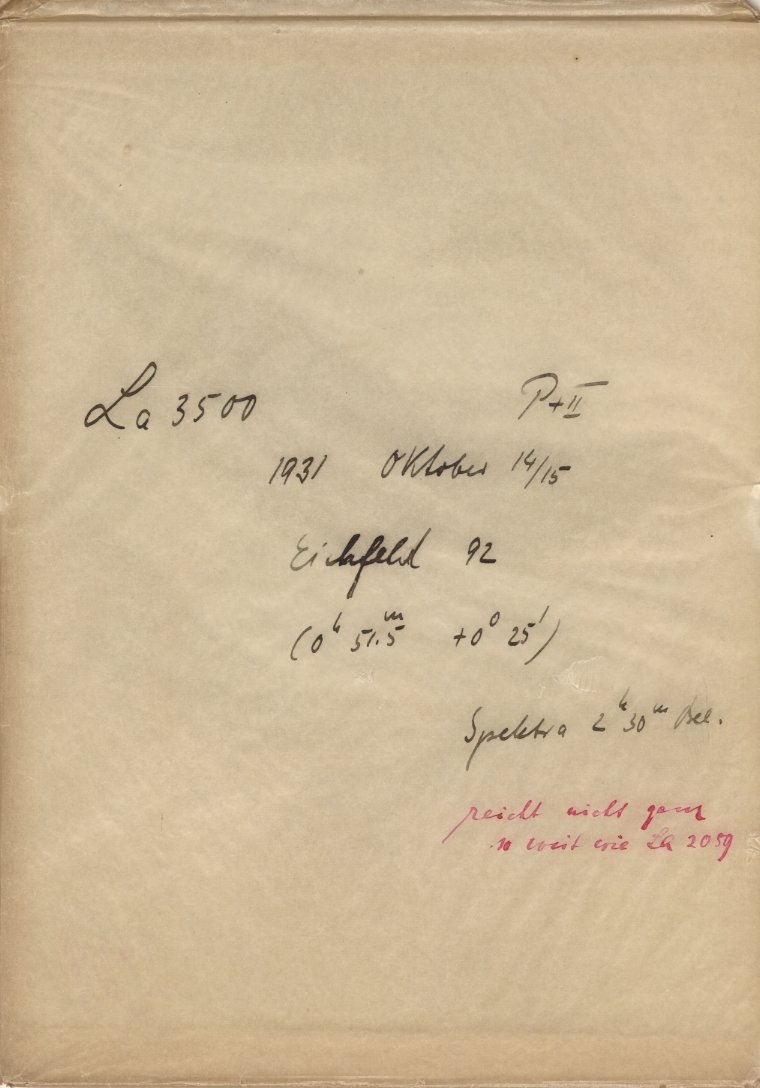 La 3500 P+II
1931 Oktober 14/15
Eichfeld 92
(0h 51.5m +0° 25')
Spektra 2h 30m Bel.
reicht nicht ganz
so weit wie La 2059